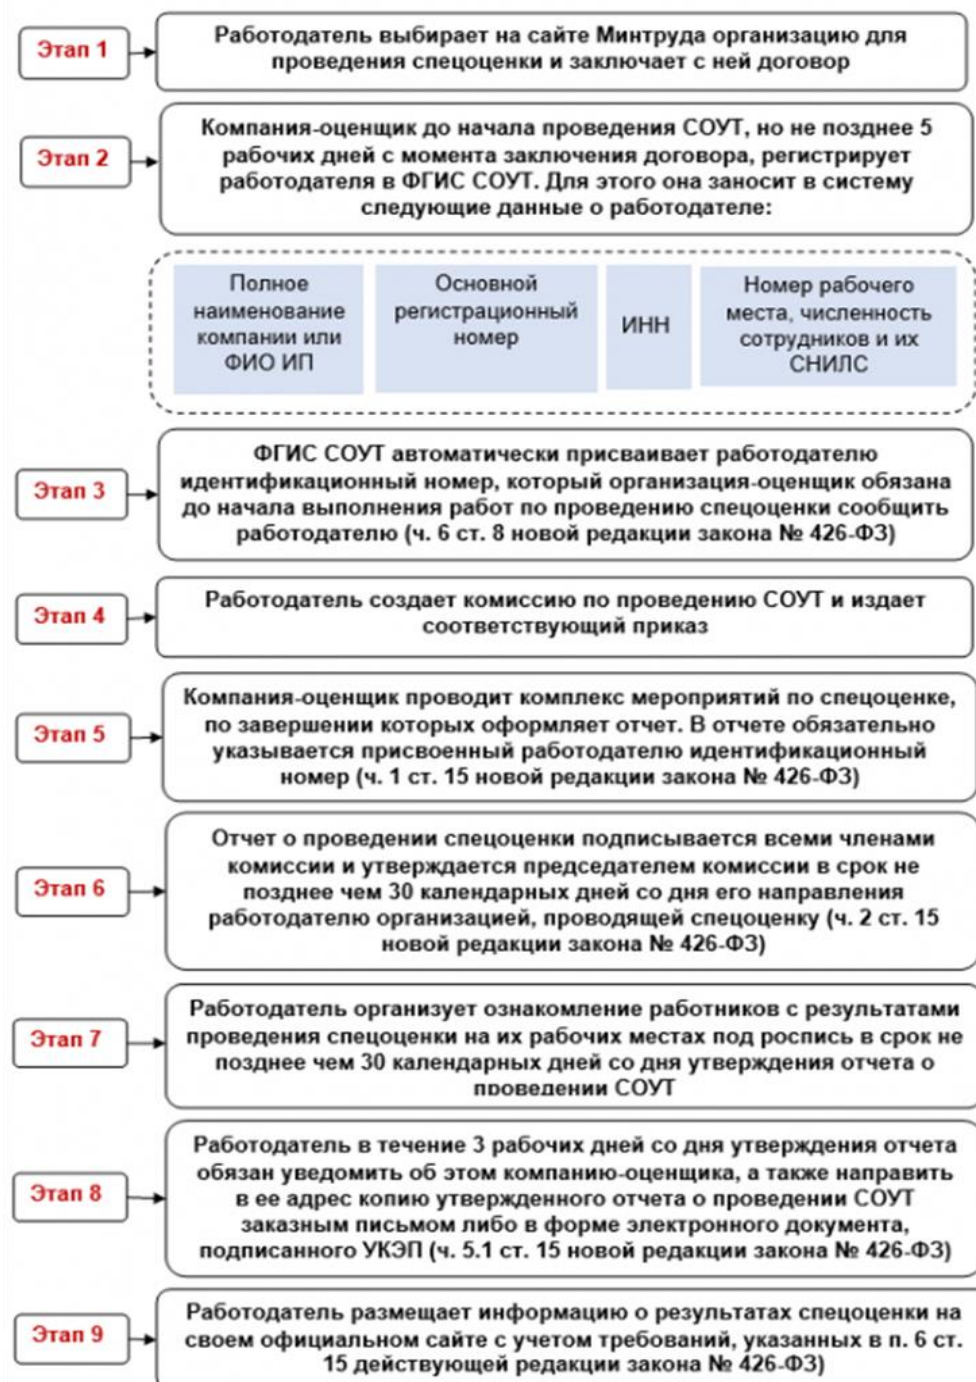 Этап 1
Работодатель выбирает на сайте Минтруда организацию для
проведения спецоценки и заключает с ней договор
Этап 2
Компания-оценщик до начала проведения СОУТ, но не позднее 5
рабочих дней с момента заключения договора, регистрирует
работодателя в ФГИС СОУТ. Для этого она заносит в систему
следующие данные о работодателе:
Полное
наименование
компании или
ФИО ИП
Основной
регистрационный
номер
ИНН
Номер рабочего
места, численность
сотрудников и их
СНИЛС
Этап 3
ФГИС СОУТ автоматически присваивает работодателю
идентификационный номер, который организация-оценщик обязана
до начала выполнения работ по проведению спецоценки сообщить
работодателю (ч. 6 ст. 8 новой редакции закона № 426-ФЗ)
Этап 4
Работодатель создает комиссию по проведению СОУТ и издает
соответствующий приказ
Этап 5
Компания-оценщик проводит комплекс мероприятий по спецоценке,
по завершении которых оформляет отчет. В отчете обязательно
указывается присвоенный работодателю идентификационный
номер (ч. 1 ст. 15 новой редакции закона № 426-ФЗ)
Этап 6
Отчет о проведении спецоценки подписывается всеми членами
комиссии и утверждается председателем комиссии в срок не
позднее чем 30 календарных дней со дня его направления
работодателю организацией, проводящей спецоценку (ч. 2 ст. 15
новой редакции закона № 426-ФЗ)
Этап 7
Работодатель организует ознакомление работников с результатами
проведения спецоценки на их рабочих местах под роспись в срок не
позднее чем 30 календарных дней со дня утверждения отчета о
проведении СОУТ
Этап 8
Работодатель в течение 3 рабочих дней со дня утверждения отчета
обязан уведомить об этом компанию-оценщика, а также направить
в ее адрес копию утвержденного отчета о проведении СОУТ
заказным письмом либо в форме электронного документа,
подписанного УКЭП (ч. 5.1 ст. 15 новой редакции закона № 426-ФЗ)
Этап 9
Работодатель размещает информацию о результатах спецоценки на
своем официальном сайте с учетом требований, указанных в п. 6 ст.
15 действующей редакции закона № 426-ФЗ)